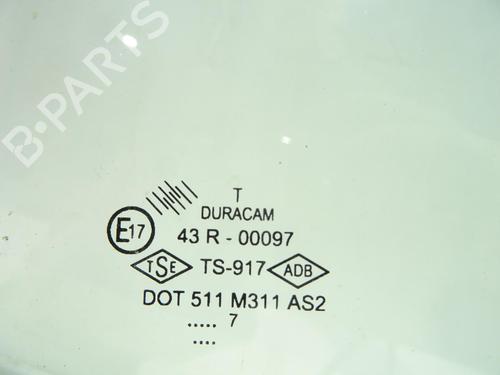 B-PARTS
T
DURACAM
E17 43 R - 00097
TSE TS-917 ADB
DOT 511 M311 AS2
..... 7
....